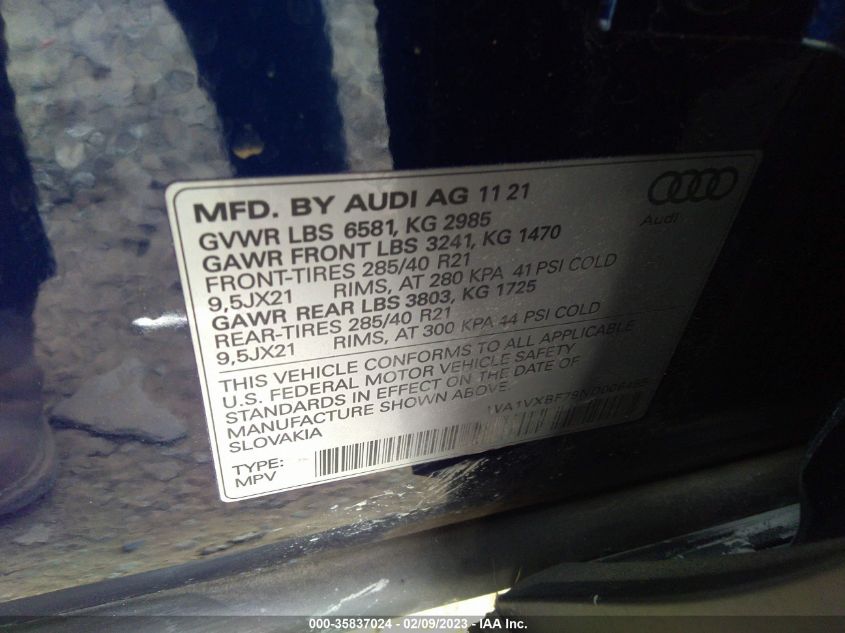 MFD. BY AUDI AG 11 21
GVWR LBS 6581, KG 2985
GAWR FRONT LBS 3241, KG 1470
FRONT-TIRES 285/40 R21
9,5JX21 RIMS, AT 280 KPA 41 PSI COLD
GAWR REAR LBS 3803, KG 1725
REAR-TIRES 285/40 R21
9,5JX21 RIMS, AT 300 KPA 44 PSI COLD
THIS VEHICLE CONFORMS TO ALL APPLICABLE
U.S. FEDERAL MOTOR VEHICLE SAFETY
STANDARDS IN EFFECT ON THE DATE OF
MANUFACTURE SHOWN ABOVE.
SLOVAKIA
TYPE:
MPV
Audi
000-35837024 - 02/09/2023 - IAA Inc.